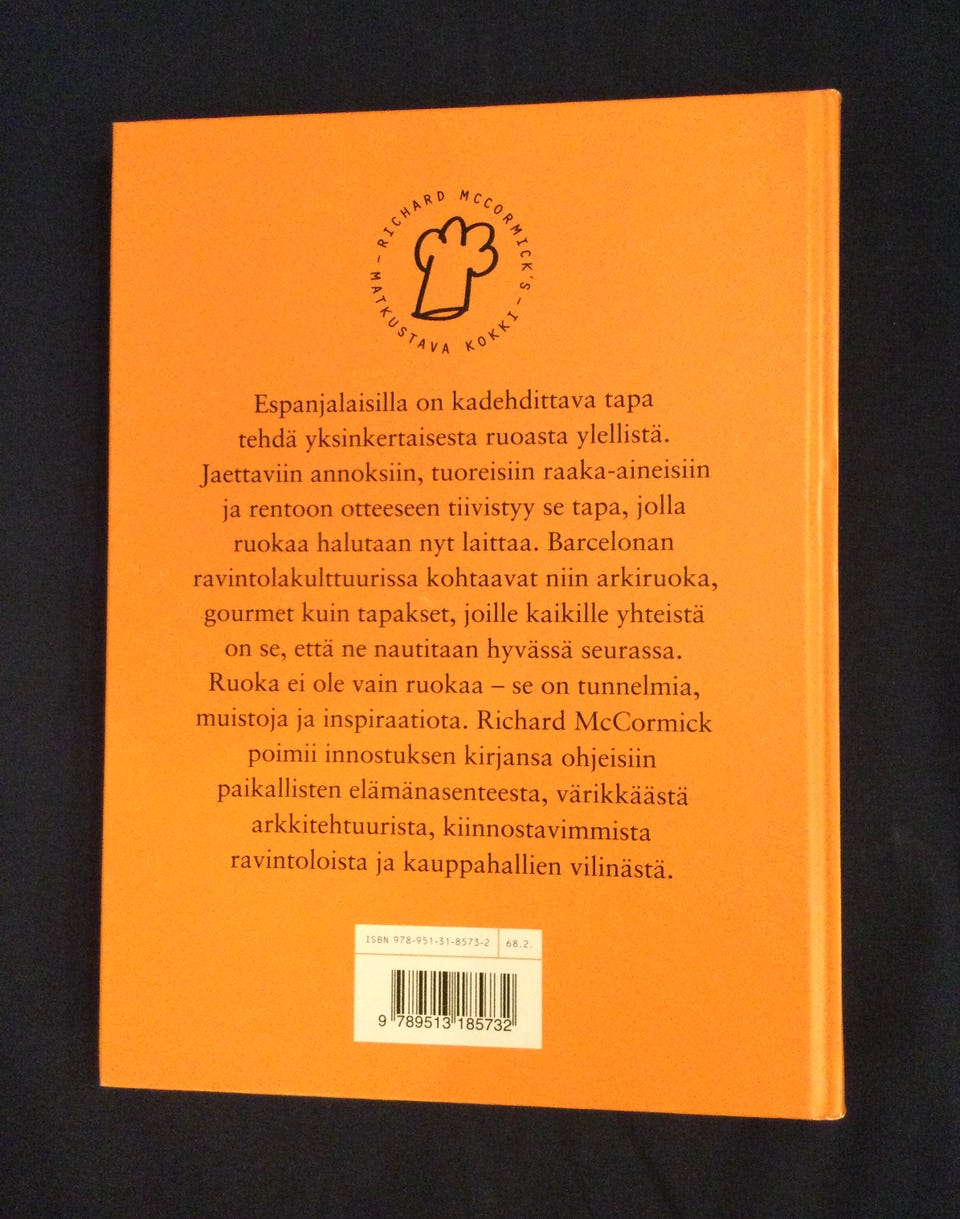 RICHARD MCCORMICK'S –
MATKUSTAVA KOKKI –
Espanjalaisilla on kadehdittava tapa
tehdä yksinkertaisesta ruoasta ylellistä.
Jaettaviin annoksiin, tuoreisiin raaka-aineisiin
ja rentoon otteeseen tiivistyy se tapa, jolla
ruokaa halutaan nyt laittaa. Barcelonan
ravintolakulttuurissa kohtaavat niin arkiruoka,
gourmet kuin tapakset, joille kaikille yhteistä
on se, että ne nautitaan hyvässä seurassa.
Ruoka ei ole vain ruokaa – se on tunnelmia,
muistoja ja inspiraatiota. Richard McCormick
poimii innostuksen kirjansa ohjeisiin
paikallisten elämänasenteesta, värikkäästä
arkkitehtuurista, kiinnostavimmista
ravintoloista ja kauppahallien vilinästä.
ISBN 978-951-31-8573-2 68.2.
9 789513 185732